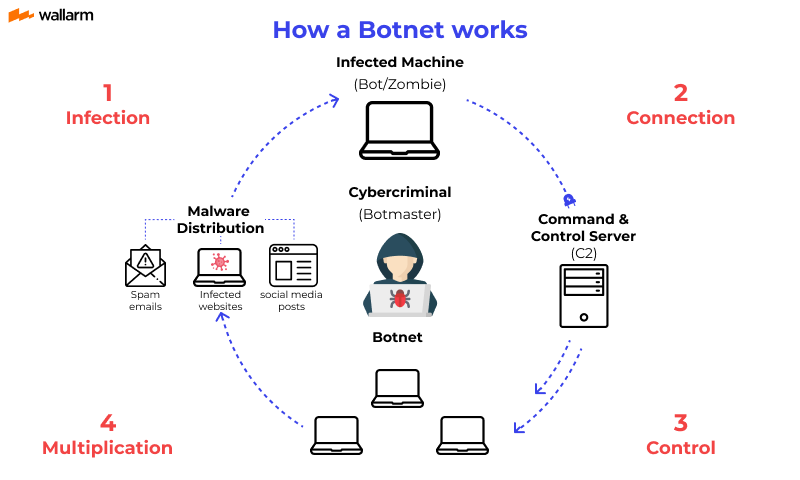 wallarm
How a Botnet works
Infected Machine
(Bot/Zombie)
1
Infection
2
Connection
Cybercriminal
(Botmaster)
Malware
Distribution
Spam
emails
Infected
websites
social media
posts
Command &
Control Server
(C2)
Botnet
4
Multiplication
3
Control